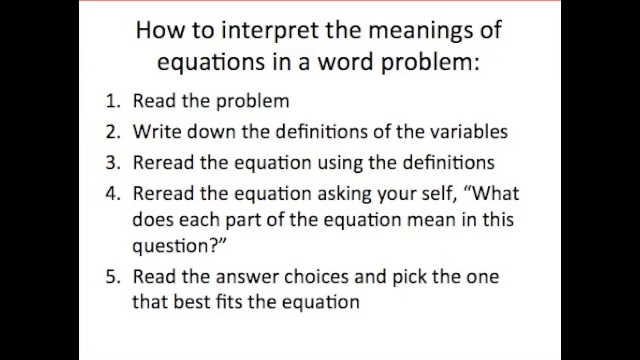 How to interpret the meanings of
equations in a word problem:
1. Read the problem
2. Write down the definitions of the variables
3. Reread the equation using the definitions
4. Reread the equation asking your self, “What
does each part of the equation mean in this
question?”
5. Read the answer choices and pick the one
that best fits the equation